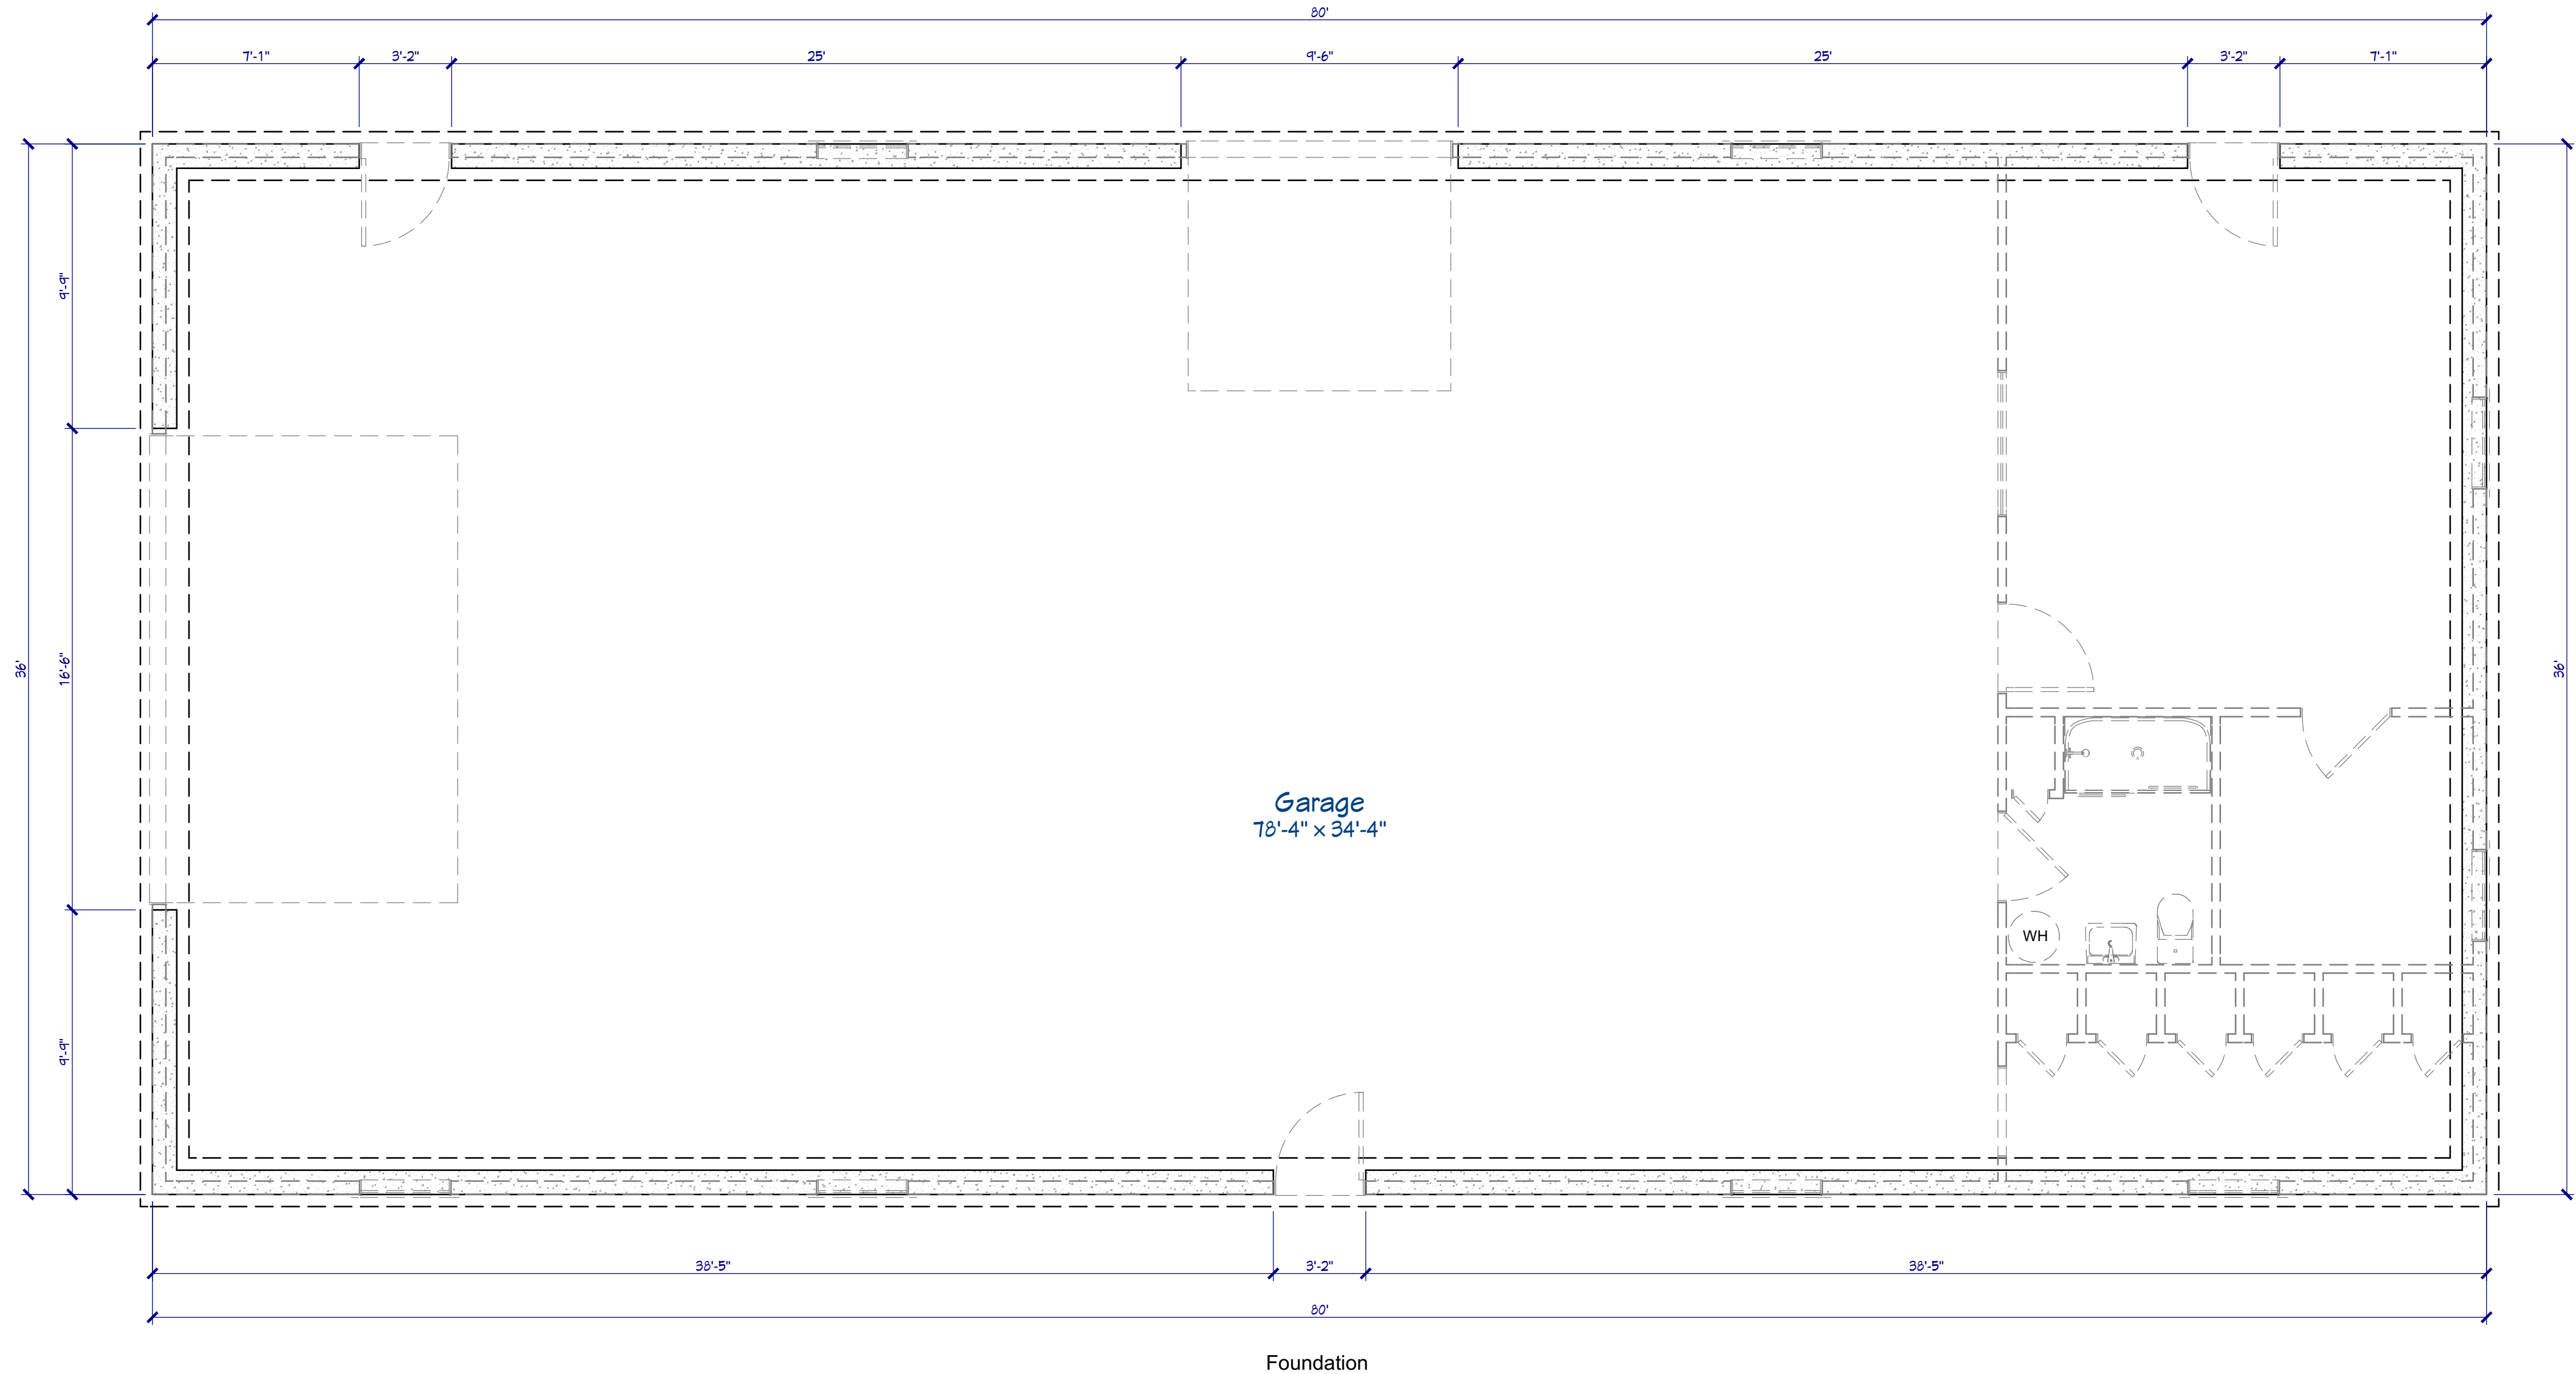 80'
7'-1" 3'-2" 25' 9'-6" 25' 3'-2" 7'-1"
9'-9"
36'
16'-6"
36'
Garage
78'-4" x 34'-4"
WH
9'-9"
38'-5" 3'-2" 38'-5"
80'
Foundation